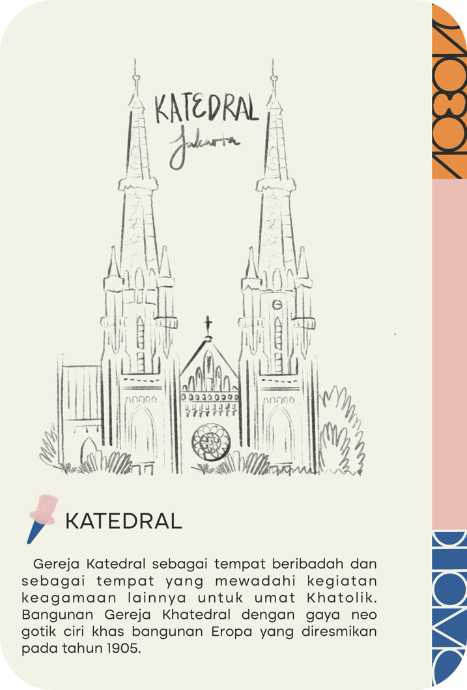 KATEDRAL
Jakarta
KATEDRAL
Gereja Katedral sebagai tempat beribadah dan
sebagai tempat yang mewadahi kegiatan
keagamaan lainnya untuk umat Khatolik.
Bangunan Gereja Khatedral dengan gaya neo
gotik ciri khas bangunan Eropa yang diresmikan
pada tahun 1905.